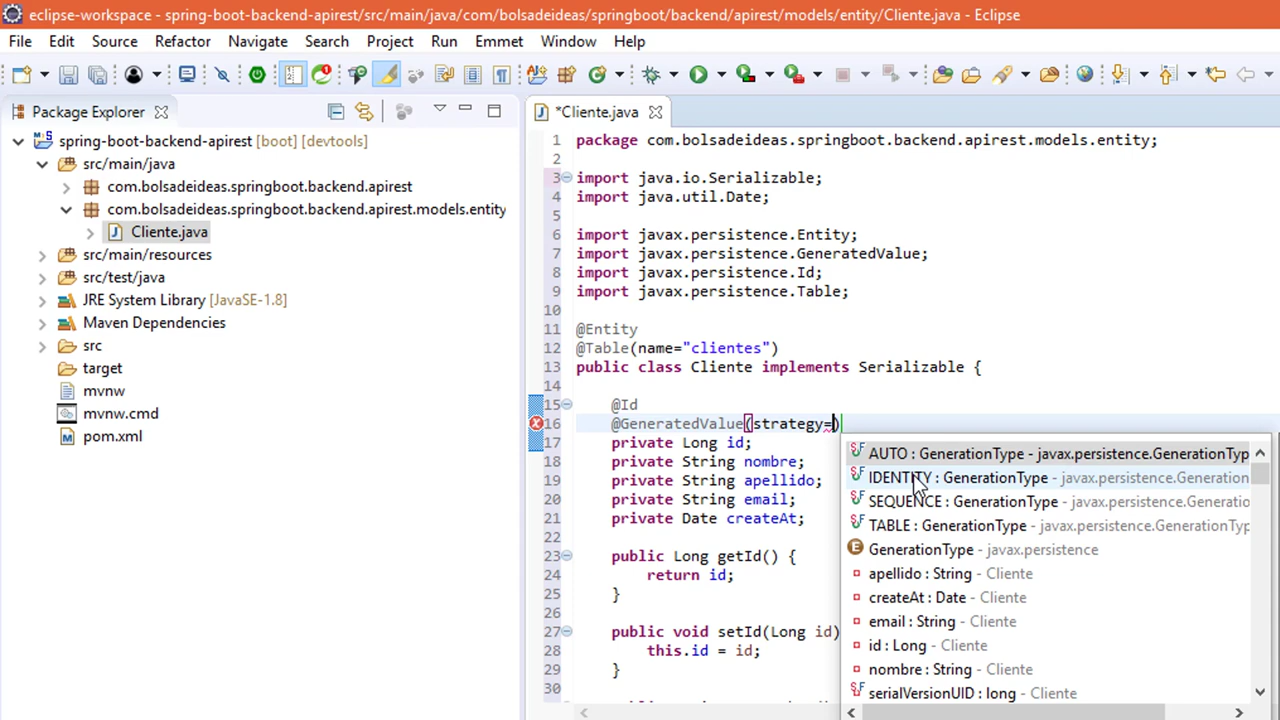 eclipse-workspace - spring-boot-backend-apirest/src/main/java/com/bolsadeideas/springboot/backend/apirest/models/entity/Cliente.java - Eclipse
File Edit Source Refactor Navigate Search Project Run Emmet Window Help
Package Explorer
spring-boot-backend-apirest [boot] [devtools]
src/main/java
com.bolsadeideas.springboot.backend.apirest
com.bolsadeideas.springboot.backend.apirest.models.entity
Cliente.java
src/main/resources
src/test/java
JRE System Library [JavaSE-1.8]
Maven Dependencies
src
target
mvnw
mvnw.cmd
pom.xml
*Cliente.java
1 package com.bolsadeideas.springboot.backend.apirest.models.entity;
2
3 import java.io.Serializable;
4 import java.util.Date;
5
6 import javax.persistence.Entity;
7 import javax.persistence.GeneratedValue;
8 import javax.persistence.Id;
9 import javax.persistence.Table;
10
11 @Entity
12 @Table(name="clientes")
13 public class Cliente implements Serializable {
14
15 @Id
16 @GeneratedValue(strategy=)
17 private Long id;
18 private String nombre;
19 private String apellido;
20 private String email;
21 private Date createAt;
22
23 public Long getId() {
24 return id;
25 }
26
27 public void setId(Long id)
28 this.id = id;
29 }
30
AUTO : GenerationType - javax.persistence.GenerationTyp
IDENTITY : GenerationType - javax.persistence.Generation
SEQUENCE : GenerationType - javax.persistence.Generatio
TABLE : GenerationType - javax.persistence.GenerationTyp
GenerationType - javax.persistence
apellido : String - Cliente
createAt : Date - Cliente
email : String - Cliente
id : Long - Cliente
nombre : String - Cliente
serialVersionUID : long - Cliente